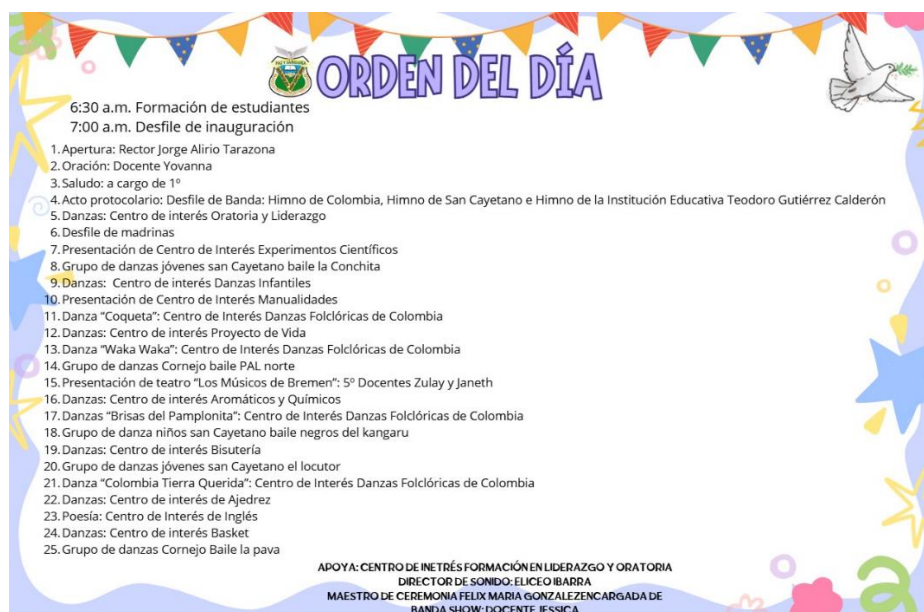 ORDEN DEL DÍA
6:30 a.m. Formación de estudiantes
7:00 a.m. Desfile de inauguración
1. Apertura: Rector Jorge Alirio Tarazona
2. Oración: Docente Yovanna
3. Saludo: a cargo de 1º
4. Acto protocolario: Desfile de Banda: Himno de Colombia, Himno de San Cayetano e Himno de la Institución Educativa Teodoro Gutiérrez Calderón
5. Danzas: Centro de interés Oratoria y Liderazgo
6. Desfile de madrinas
7. Presentación de Centro de Interés Experimentos Científicos
8. Grupo de danzas jóvenes san Cayetano baile la Conchita
9. Danzas: Centro de interés Danzas Infantiles
10. Presentación de Centro de Interés Manualidades
11. Danza “Coqueta”: Centro de Interés Danzas Folclóricas de Colombia
12. Danzas: Centro de interés Proyecto de Vida
13. Danza “Waka Waka”: Centro de Interés Danzas Folclóricas de Colombia
14. Grupo de danzas Cornejo baile PAL norte
15. Presentación de teatro “Los Músicos de Bremen”: 5º Docentes Zulay y Janeth
16. Danzas: Centro de interés Aromáticos y Químicos
17. Danzas “Brisas del Pamplonita”: Centro de Interés Danzas Folclóricas de Colombia
18. Grupo de danza niños san Cayetano baile negros del kangaru
19. Danzas: Centro de interés Bisutería
20. Grupo de danzas jóvenes san Cayetano el locutor
21. Danza “Colombia Tierra Querida”: Centro de Interés Danzas Folclóricas de Colombia
22. Danzas: Centro de interés de Ajedrez
23. Poesía: Centro de Interés de Inglés
24. Danzas: Centro de interés Basket
25. Grupo de danzas Cornejo Baile la pava
APOYA: CENTRO DE INETRÉS FORMACIÓN EN LIDERAZGO Y ORATORIA
DIRECTOR DE SONIDO: ELICEO IBARRA
MAESTRO DE CEREMONIA FELIX MARIA GONZALEZENCARGADA DE
BANDA SHOW: DOCENTE JESSICA